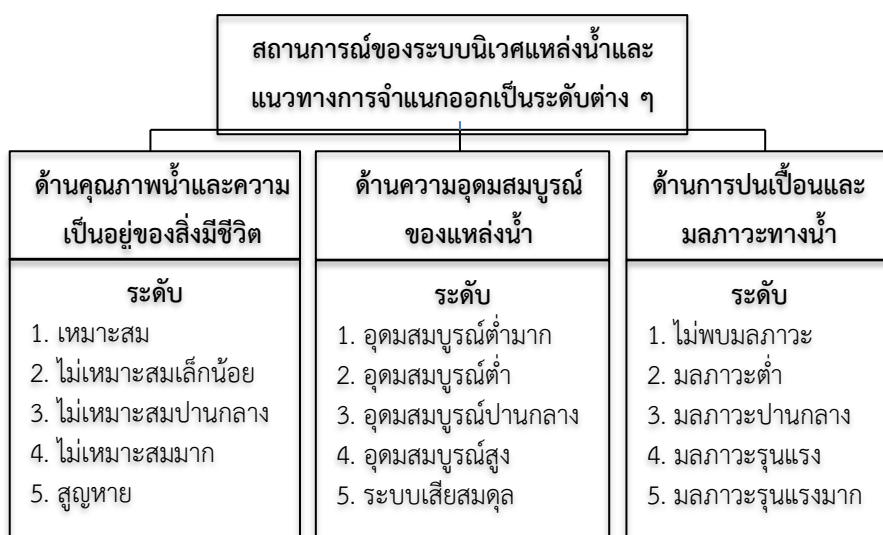 สถานการณ์ของระบบนิเวศแหล่งน้ำและ
แนวทางการจำแนกออกเป็นระดับต่าง ๆ
ด้านคุณภาพน้ำและความ
เป็นอยู่ของสิ่งมีชีวิต
ระดับ
1. เหมาะสม
2. ไม่เหมาะสมเล็กน้อย
3. ไม่เหมาะสมปานกลาง
4. ไม่เหมาะสมมาก
5. สูญหาย
ด้านความอุดมสมบูรณ์
ของแหล่งน้ำ
ระดับ
1. อุดมสมบูรณ์ต่ำมาก
2. อุดมสมบูรณ์ต่ำ
3. อุดมสมบูรณ์ปานกลาง
4. อุดมสมบูรณ์สูง
5. ระบบเสียสมดุล
ด้านการปนเปื้อนและ
มลภาวะทางน้ำ
ระดับ
1. ไม่พบมลภาวะ
2. มลภาวะต่ำ
3. มลภาวะปานกลาง
4. มลภาวะรุนแรง
5. มลภาวะรุนแรงมาก